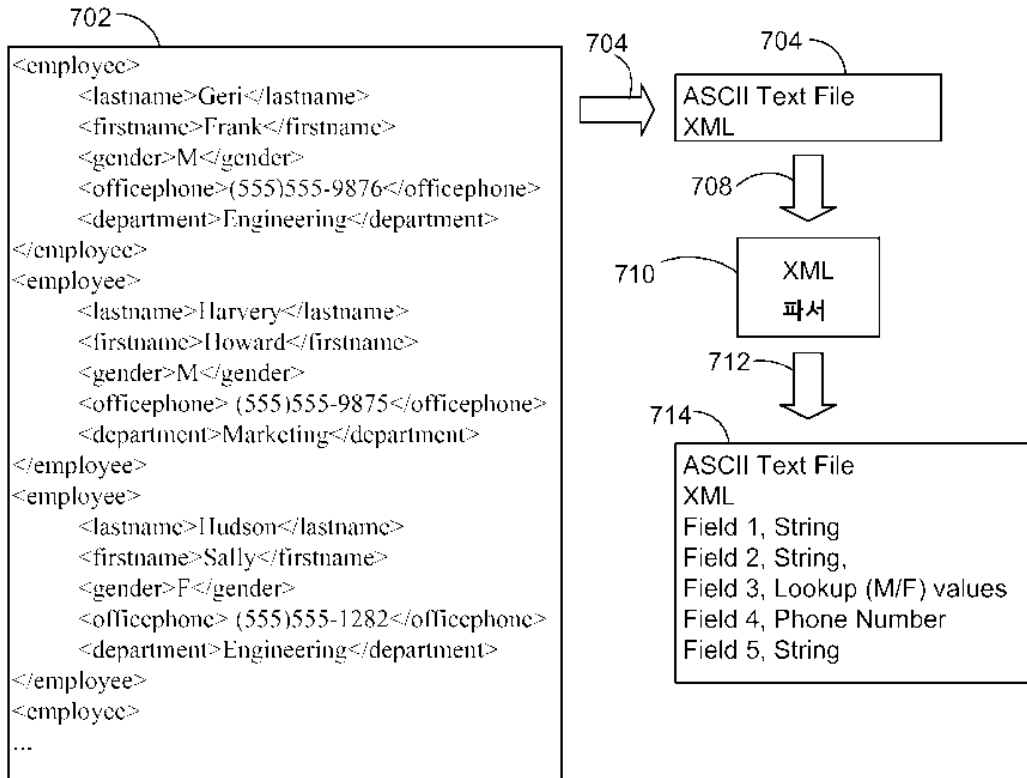 702
<employee>
<lastname>Geri</lastname>
<firstname>Frank</firstname>
<gender>M</gender>
<officephone>(555)555-9876</officephone>
<department>Engineering</department>
</employee>
<employee>
<lastname>Harvery</lastname>
<firstname>Howard</firstname>
<gender>M</gender>
<officephone> (555)555-9875</officephone>
<department>Marketing</department>
</employee>
<employee>
<lastname>Hudson</lastname>
<firstname>Sally</firstname>
<gender>F</gender>
<officephone> (555)555-1282</officephone>
<department>Engineering</department>
</employee>
<employee>
...
704
704
ASCII Text File
XML
708
710
XML
파서
712
714
ASCII Text File
XML
Field 1, String
Field 2, String,
Field 3, Lookup (M/F) values
Field 4, Phone Number
Field 5, String